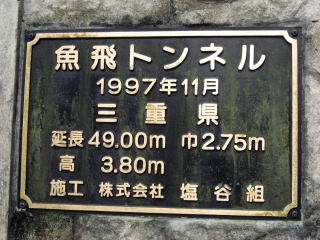 魚飛トンネル
1997年11月
三重県
延長49.00m 巾2.75m
高 3.80m
施工 株式会社 塩谷組